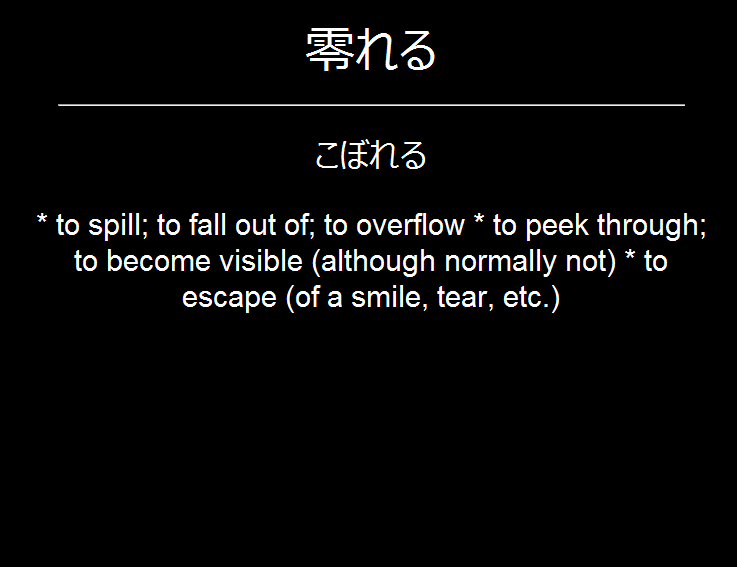 零れる
こぼれる
* to spill; to fall out of; to overflow * to peek through;
to become visible (although normally not) * to
escape (of a smile, tear, etc.)